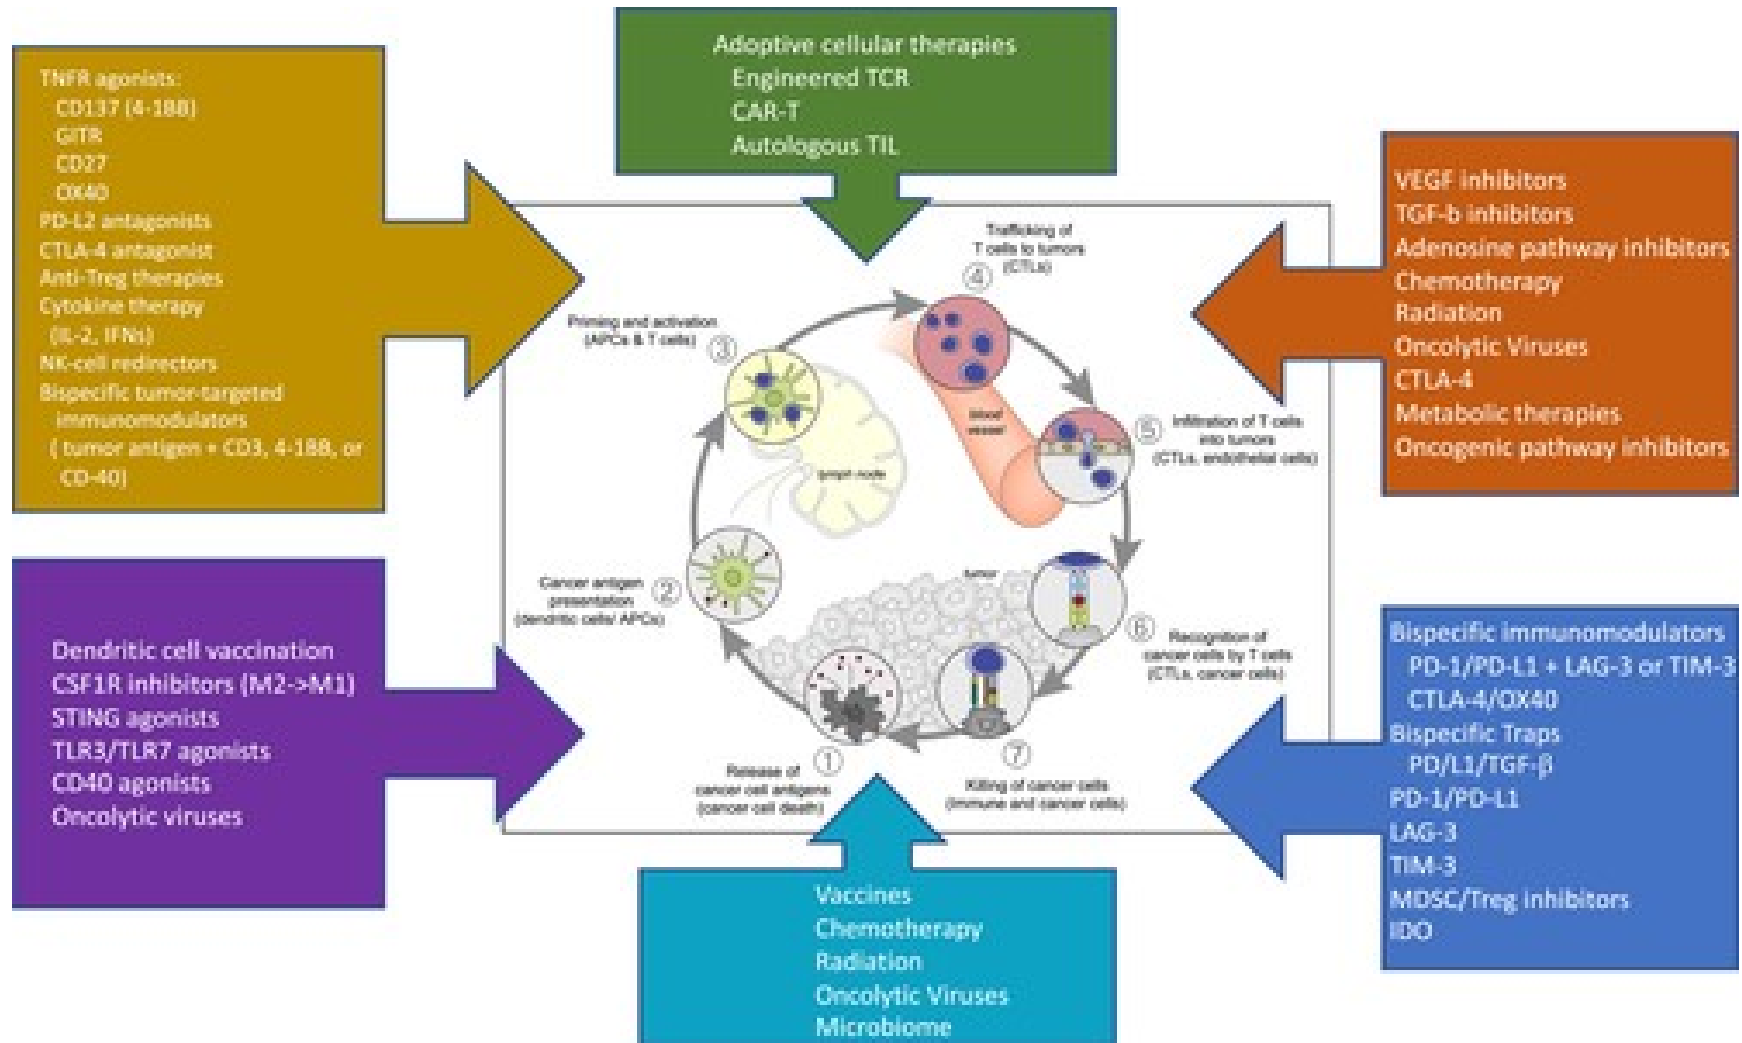 TNFR agonists:
CD137 (4-1BB)
GITR
CD27
OX40
PD-L2 antagonists
CTLA-4 antagonist
Anti-Treg therapies
Cytokine therapy
(IL-2, IFNs)
NK-cell redirectors
Bispecific tumor-targeted
immunomodulators
( tumor antigen + CD3, 4-1BB, or
CD-40)
Adoptive cellular therapies
Engineered TCR
CAR-T
Autologous TIL
VEGF inhibitors
TGF-b inhibitors
Adenosine pathway inhibitors
Chemotherapy
Radiation
Oncolytic Viruses
CTLA-4
Metabolic therapies
Oncogenic pathway inhibitors
Trafficking of
T cells to tumors
(CTLs)
4
Priming and activation
(APCs & T cells)
3
blood
vessel
lymph node
5
Infiltration of T cells
into tumors
(CTLs, endothelial cells)
Cancer antigen
presentation
(dendritic cells/ APCs)
2
tumor
6
Recognition of
cancer cells by T cells
(CTLs, cancer cells)
1
Release of
cancer cell antigens
(cancer cell death)
7
Killing of cancer cells
(Immune and cancer cells)
Dendritic cell vaccination
CSF1R inhibitors (M2->M1)
STING agonists
TLR3/TLR7 agonists
CD40 agonists
Oncolytic viruses
Bispecific immunomodulators
PD-1/PD-L1 + LAG-3 or TIM-3
CTLA-4/OX40
Bispecific Traps
PD/L1/TGF-β
PD-1/PD-L1
LAG-3
TIM-3
MDSC/Treg inhibitors
IDO
Vaccines
Chemotherapy
Radiation
Oncolytic Viruses
Microbiome